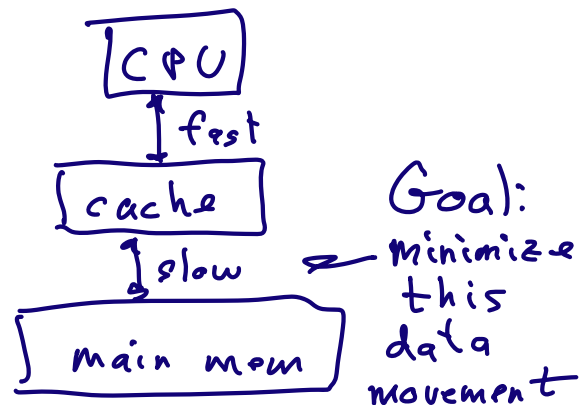 CPU
fast
cache
slow
main mem
Goal:
minimize
this
data
movement